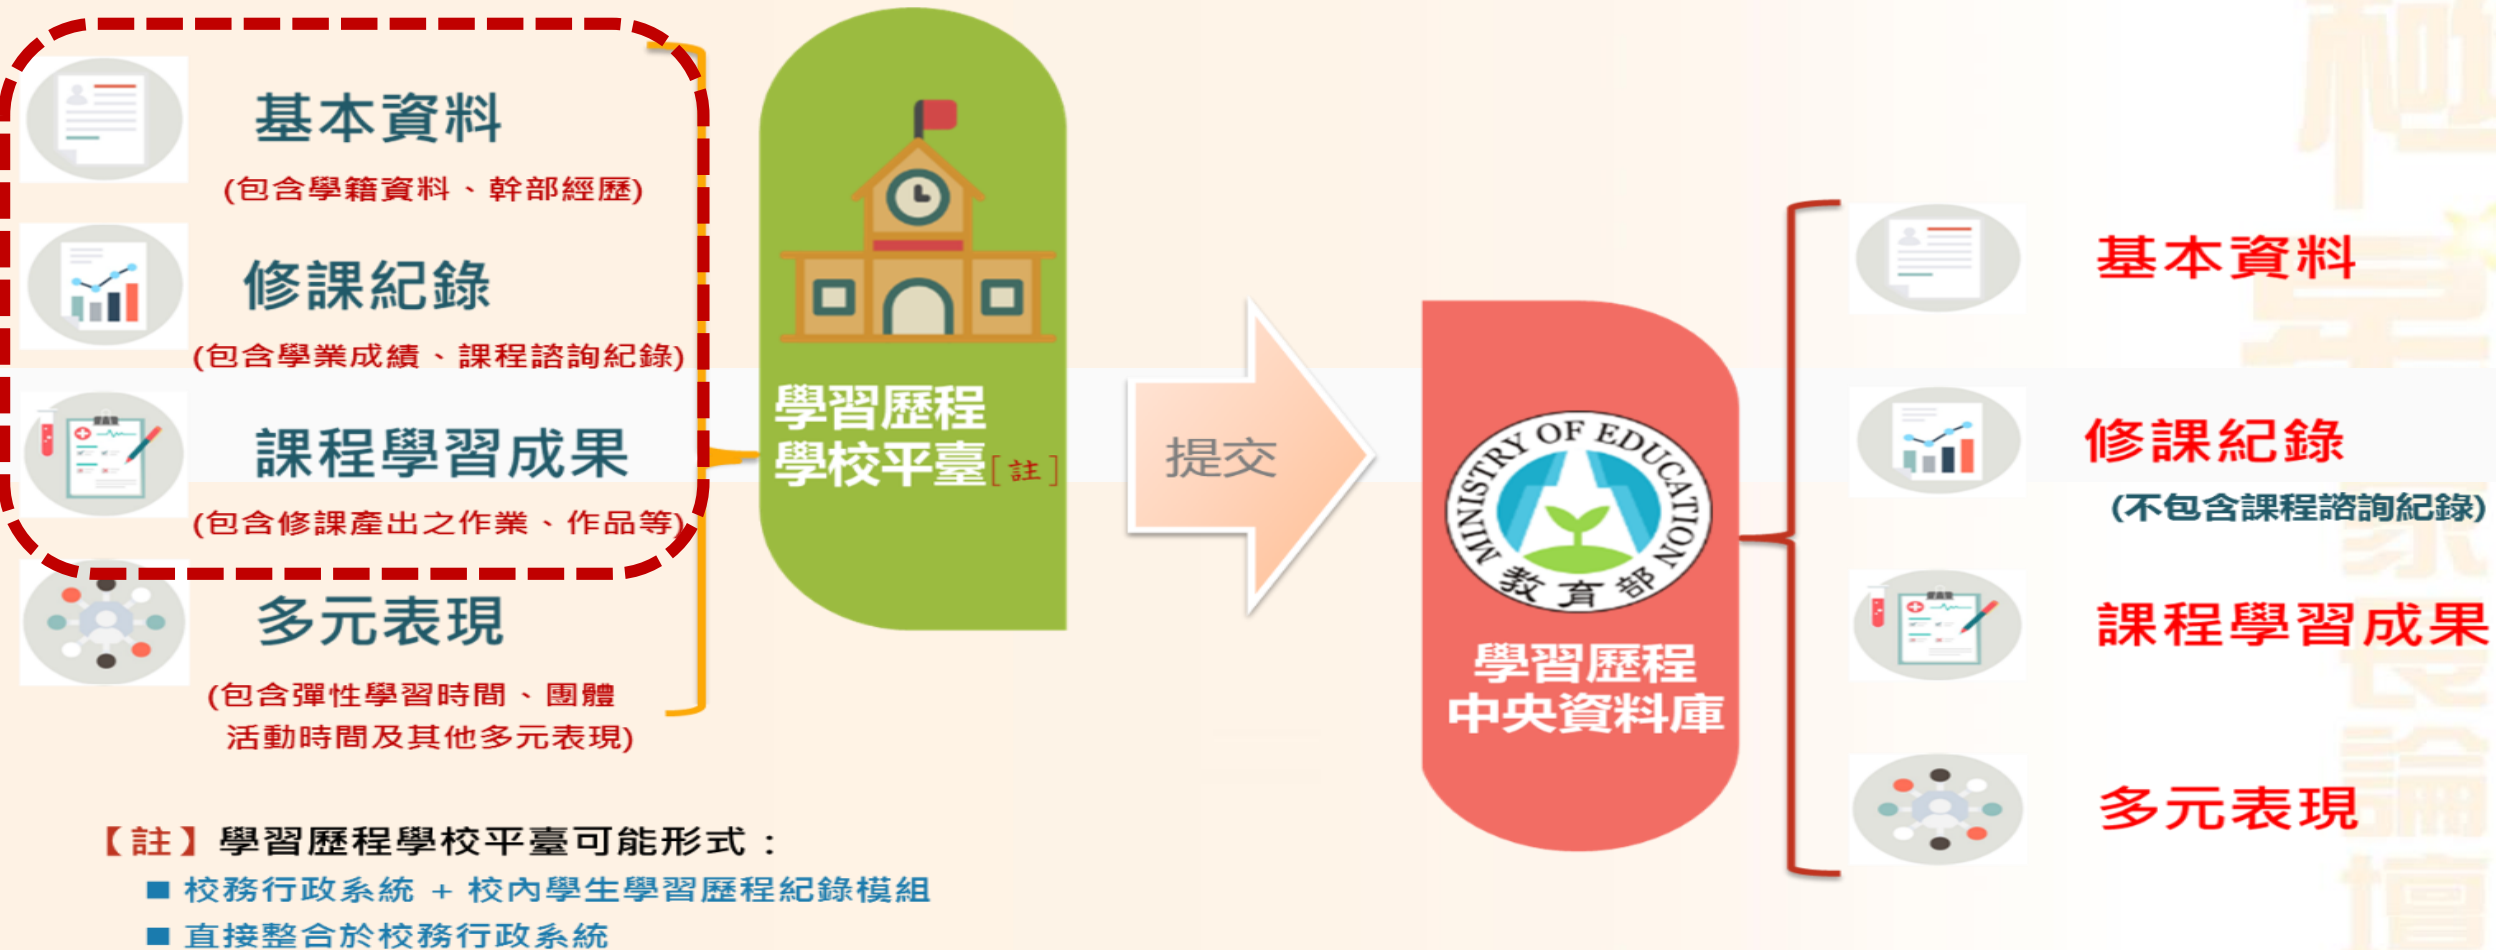 基本資料
(包含學籍資料、幹部經歷)
修課紀錄
(包含學業成績、課程諮詢紀錄)
課程學習成果
(包含修課產出之作業、作品等)
多元表現
(包含彈性學習時間、團體
活動時間及其他多元表現)
【註】學習歷程學校平臺可能形式：
■ 校務行政系統 + 校內學生學習歷程紀錄模組
■ 直接整合於校務行政系統
學習歷程
學校平臺[註]
提交
MINISTRY OF EDUCATION
教育部
學習歷程
中央資料庫
基本資料
修課紀錄
(不包含課程諮詢紀錄)
課程學習成果
多元表現